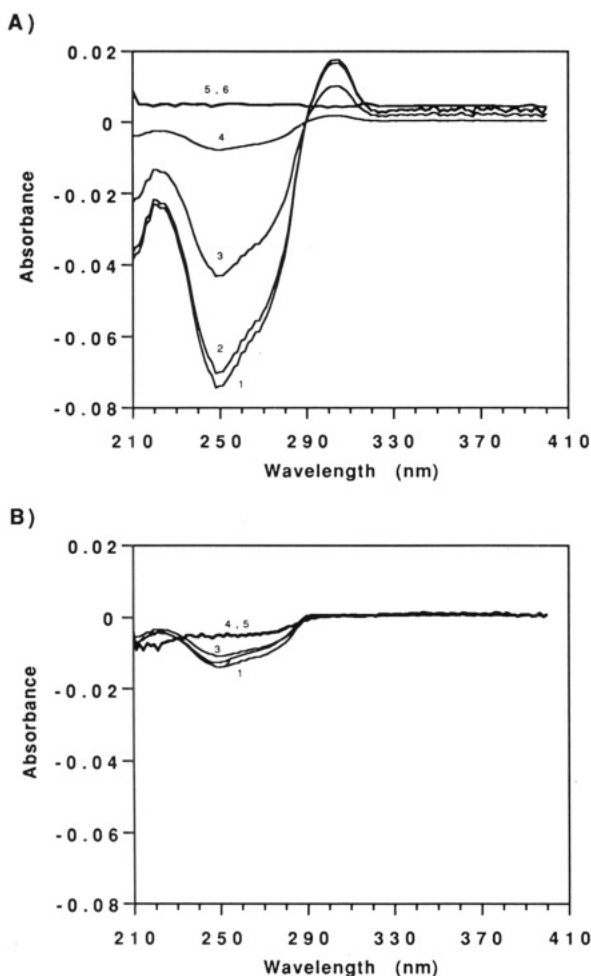 A)
0.02
5,6
0
4
-0.02
3
-0.04
2
-0.06
1
-0.08
210 250 290 330 370 410
Absorbance
Wavelength (nm)
B)
0.02
4,5
0
3
-0.02
1
-0.04
-0.06
-0.08
210 250 290 330 370 410
Absorbance
Wavelength (nm)